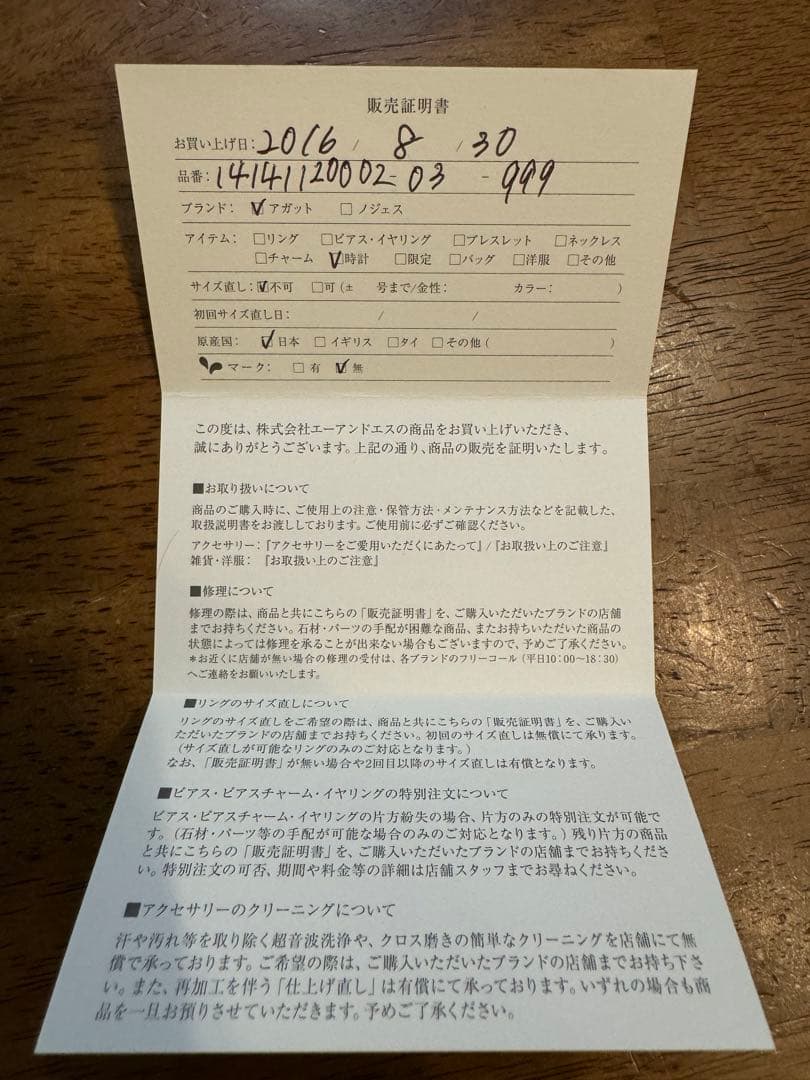 販売証明書
お買い上げ日: 2016 / 8 / 30
品番: 14141120002-03 - 999
ブランド: ☑アガット □ノジェス
アイテム: □リング □ピアス・イヤリング □ブレスレット □ネックレス
□チャーム ☑時計 □限定 □バッグ □洋服 □その他
サイズ直し: ☑不可 □可(± 号まで/金性: カラー: )
初回サイズ直し日: / /
原産国: ☑日本 □イギリス □タイ □その他( )
マーク: □有 ☑無
この度は、株式会社エーアンドエスの商品をお買い上げいただき、
誠にありがとうございます。上記の通り、商品の販売を証明いたします。
■お取り扱いについて
商品のご購入時に、ご使用上の注意・保管方法・メンテナンス方法などを記載した、
取扱説明書をお渡ししております。ご使用前に必ずご確認ください。
アクセサリー:『アクセサリーをご愛用いただくにあたって』/『お取扱い上のご注意』
雑貨・洋服: 『お取扱い上のご注意』
■修理について
修理の際は、商品と共にこちらの「販売証明書」を、ご購入いただいたブランドの店舗
までお持ちください。石材・パーツの手配が困難な商品、またお持ちいただいた商品の
状態によっては修理を承ることが出来ない場合もございますので、予めご了承ください。
*お近くに店舗が無い場合の修理の受付は、各ブランドのフリーコール(平日10:00〜18:30)
へご連絡をお願いいたします。
■リングのサイズ直しについて
リングのサイズ直しをご希望の際は、商品と共にこちらの「販売証明書」を、ご購入い
ただいたブランドの店舗までお持ちください。初回のサイズ直しは無償にて承ります。
(サイズ直しが可能なリングのみのご対応となります。)
なお、「販売証明書」が無い場合や2回目以降のサイズ直しは有償となります。
■ピアス・ピアスチャーム・イヤリングの特別注文について
ピアス・ピアスチャーム・イヤリングの片方紛失の場合、片方のみの特別注文が可能で
す。(石材・パーツ等の手配が可能な場合のみのご対応となります。)残り片方の商品
と共にこちらの「販売証明書」を、ご購入いただいたブランドの店舗までお持ちくださ
い。特別注文の可否、期間や料金等の詳細は店舗スタッフまでお尋ねください。
■アクセサリーのクリーニングについて
汗や汚れ等を取り除く超音波洗浄や、クロス磨きの簡単なクリーニングを店舗にて無
償で承っております。ご希望の際は、ご購入いただいたブランドの店舗までお持ち下さ
い。また、再加工を伴う「仕上げ直し」は有償にて承っております。いずれの場合も商
品を一旦お預りさせていただきます。予めご了承ください。